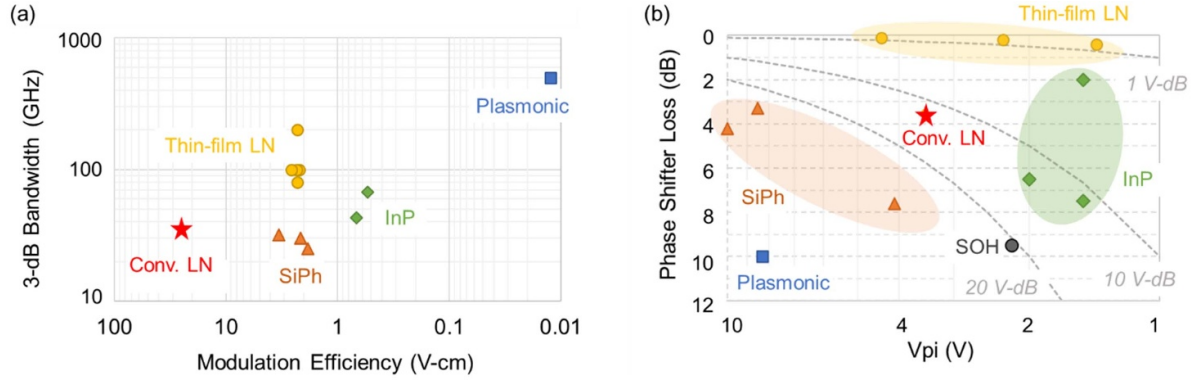 (a)
3-dB Bandwidth (GHz)
1000
100
10
Plasmonic
Thin-film LN
InP
Conv. LN
SiPh
100 10 1 0.1 0.01
Modulation Efficiency (V-cm)
(b)
Phase Shifter Loss (dB)
Thin-film LN
0
2
4
6
8
10
12
1 V-dB
Conv. LN
InP
SiPh
SOH
Plasmonic
20 V-dB
10 V-dB
10 4 2 1
Vpi (V)